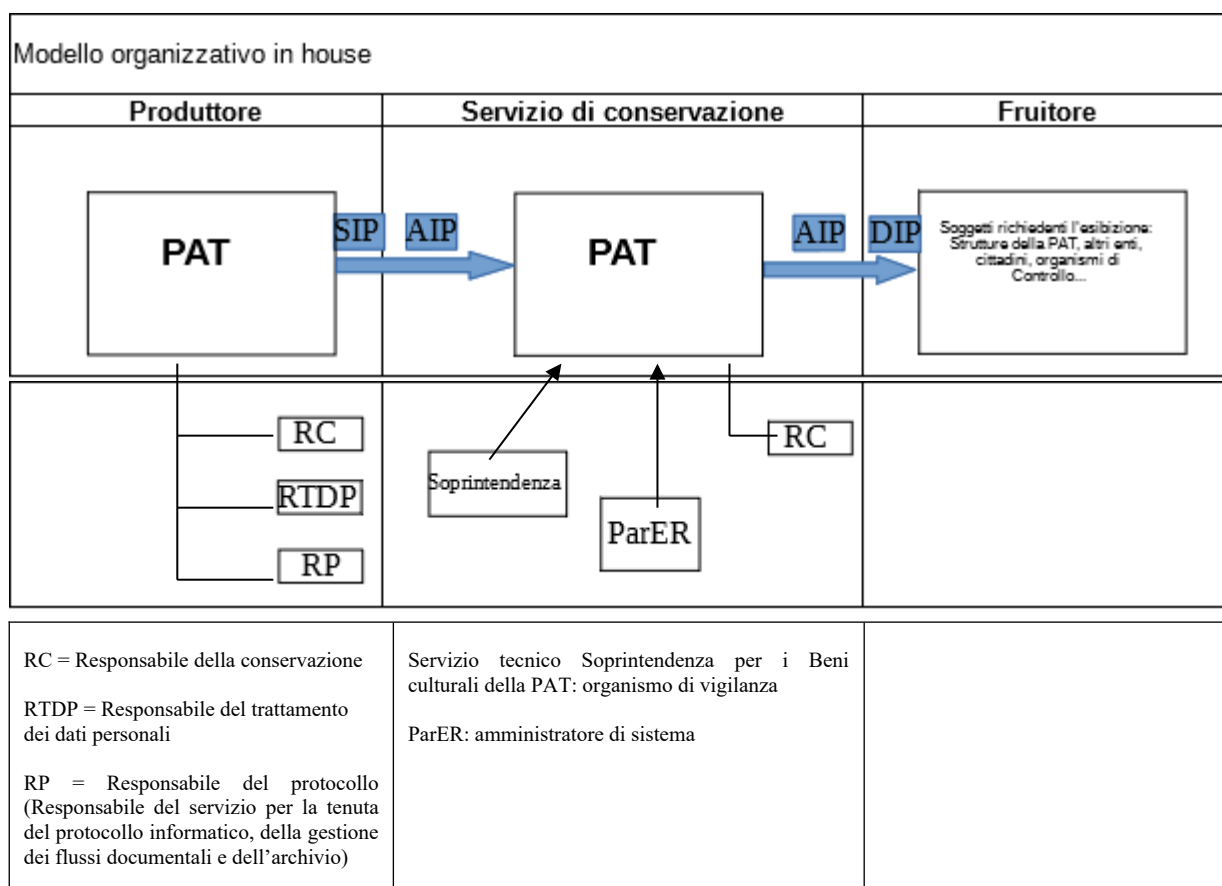 Modello organizzativo in house
Produttore
Servizio di conservazione
Fruitore
PAT
SIP
AIP
PAT
AIP
DIP
Soggetti richiedenti l'esibizione:
Strutture della PAT, altri enti,
cittadini, organismi di
Controllo...
RC
RTDP
RP
Soprintendenza
ParER
RC
RC = Responsabile della conservazione
RTDP = Responsabile del trattamento
dei dati personali
RP = Responsabile del protocollo
(Responsabile del servizio per la tenuta
del protocollo informatico, della gestione
dei flussi documentali e dell'archivio)
Servizio tecnico Soprintendenza per i Beni
culturali della PAT: organismo di vigilanza
ParER: amministratore di sistema